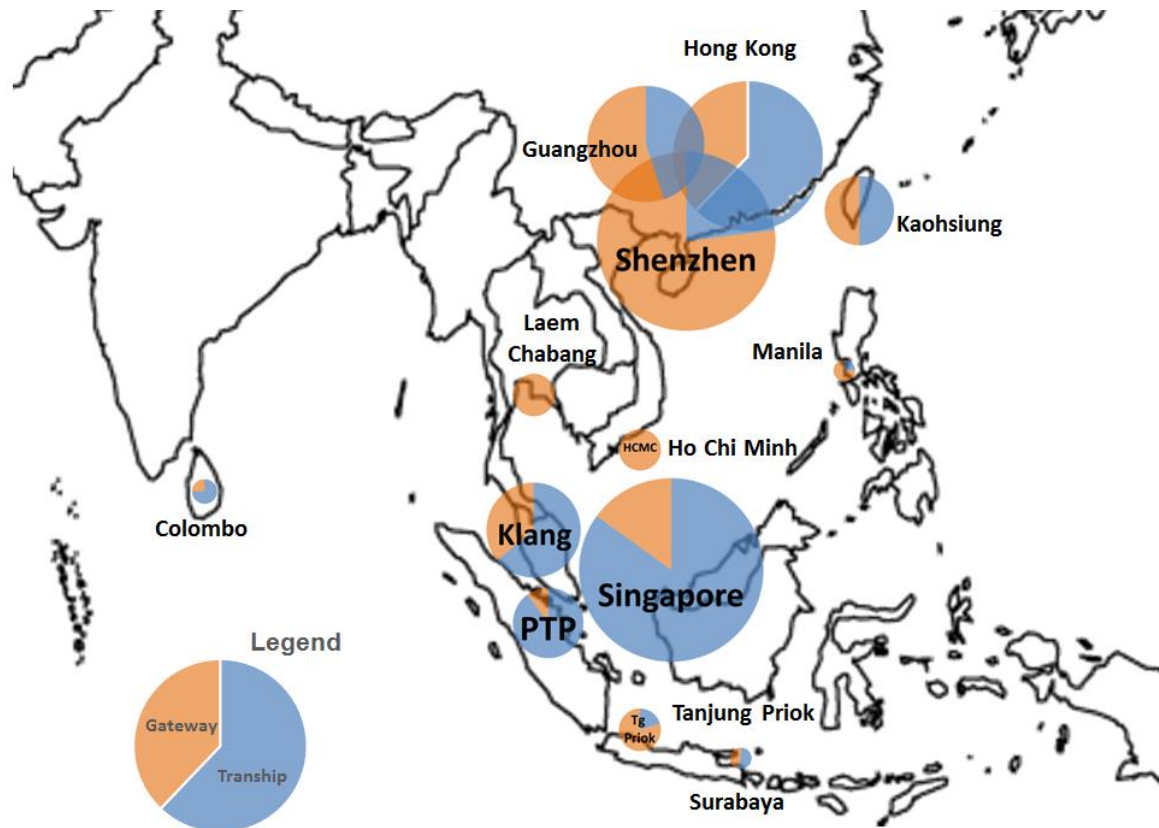 Hong Kong
Guangzhou
Kaohsiung
Shenzhen
Laem
Chabang
Manila
HCMC
Ho Chi Minh
Colombo
Klang
Singapore
PTP
Legend
Gateway
Tranship
Tanjung Priok
Tg
Priok
Surabaya